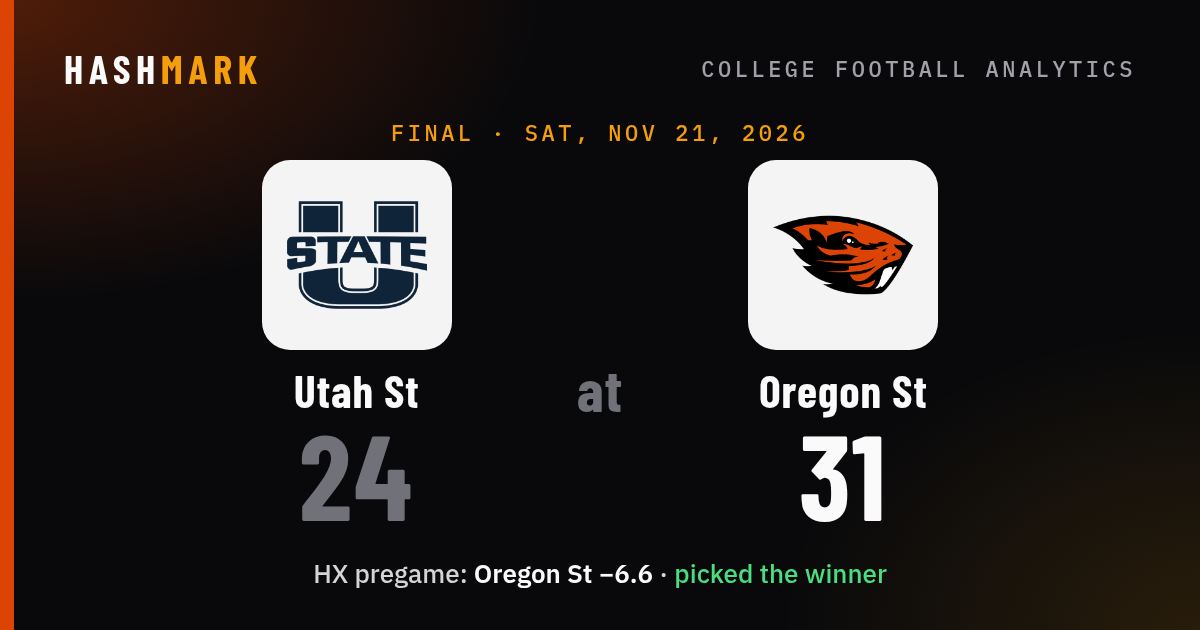 HASHMARK
COLLEGE FOOTBALL ANALYTICS
FINAL · SAT, NOV 21, 2026
U STATE
Utah St
at
Oregon St
24
31
HX pregame: Oregon St −6.6 · picked the winner